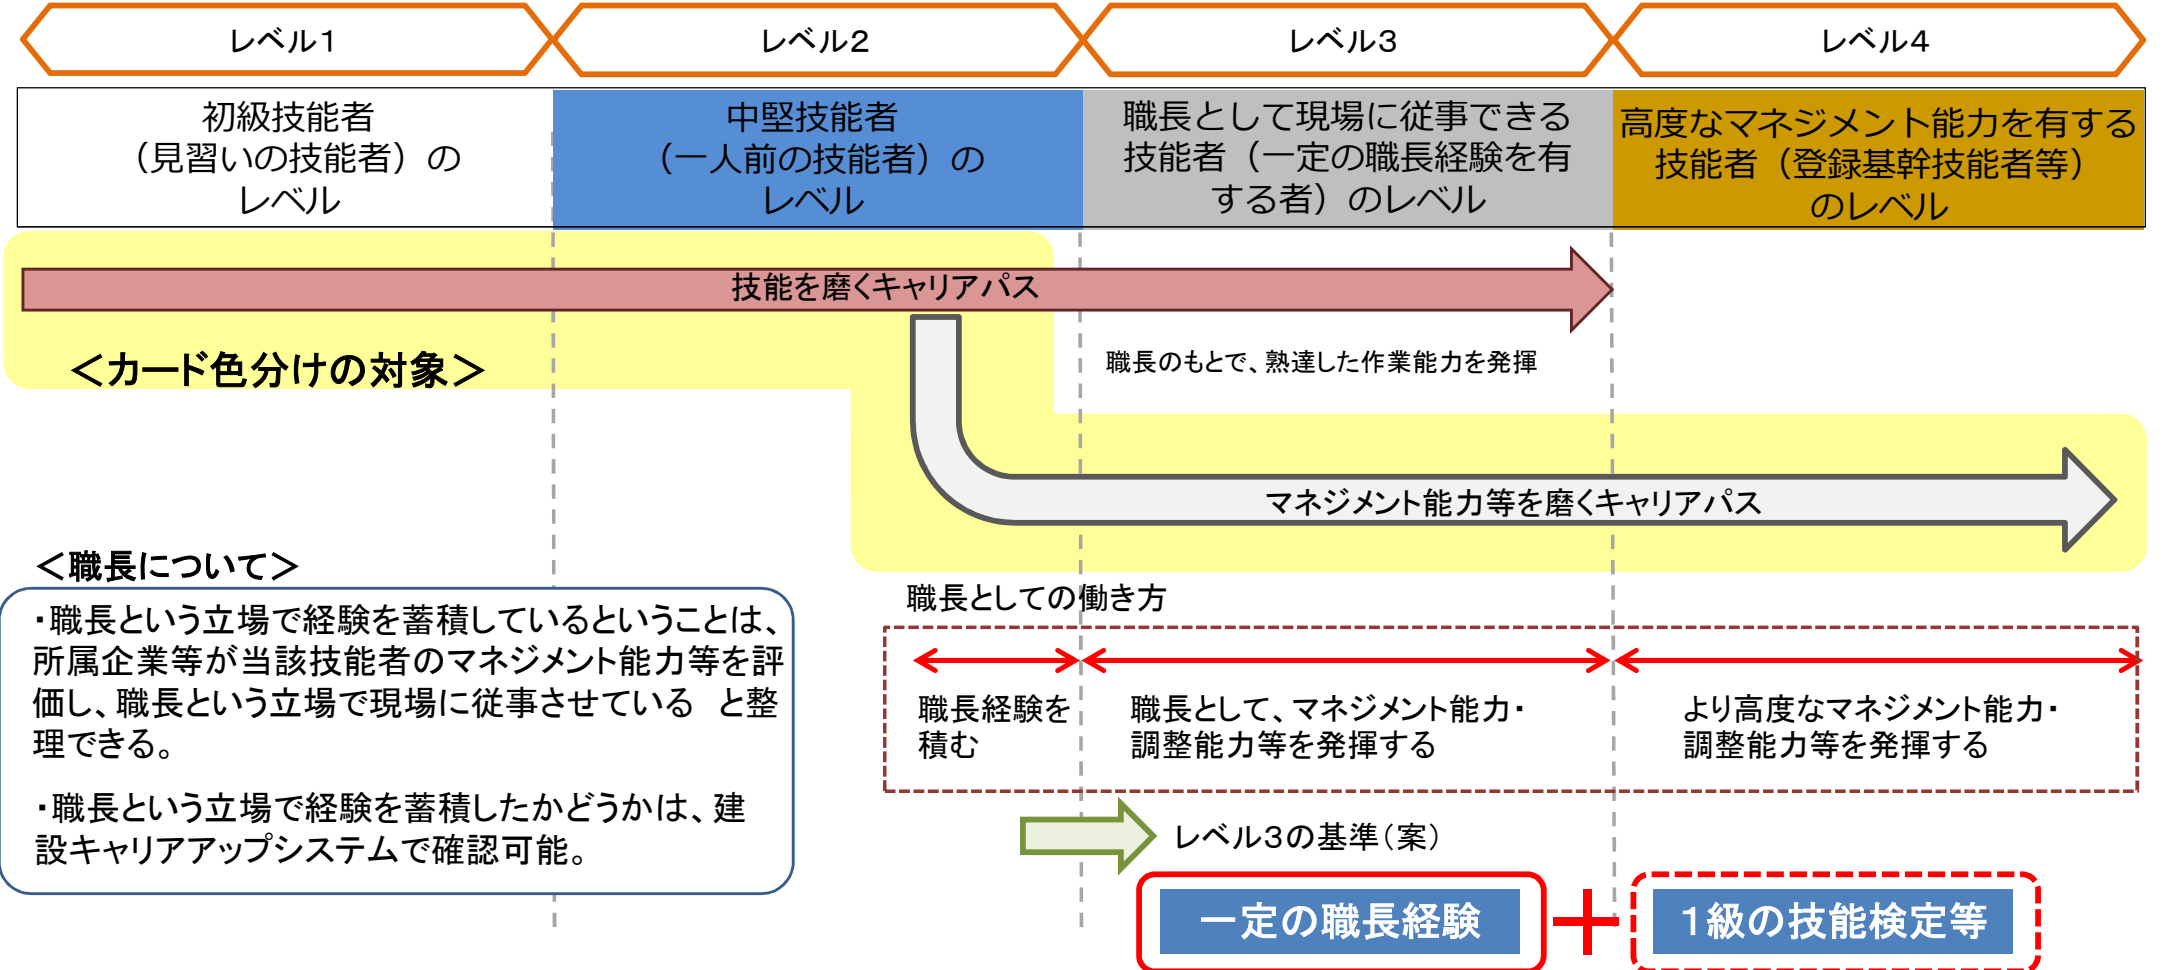 レベル１
レベル２
レベル３
レベル４
初級技能者
（見習いの技能者）の
レベル
中堅技能者
（一人前の技能者）の
レベル
職長として現場に従事できる
技能者（一定の職長経験を有
する者）のレベル
高度なマネジメント能力を有する
技能者（登録基幹技能者等）
のレベル
技能を磨くキャリアパス
＜カード色分けの対象＞
職長のもとで、熟達した作業能力を発揮
マネジメント能力等を磨くキャリアパス
＜職長について＞
・職長という立場で経験を蓄積しているということは、
所属企業等が当該技能者のマネジメント能力等を評
価し、職長という立場で現場に従事させている　と整
理できる。
・職長という立場で経験を蓄積したかどうかは、建
設キャリアアップシステムで確認可能。
職長としての働き方
職長経験を
積む
職長として、マネジメント能力・
調整能力等を発揮する
より高度なマネジメント能力・
調整能力等を発揮する
レベル３の基準（案）
一定の職長経験
＋
１級の技能検定等